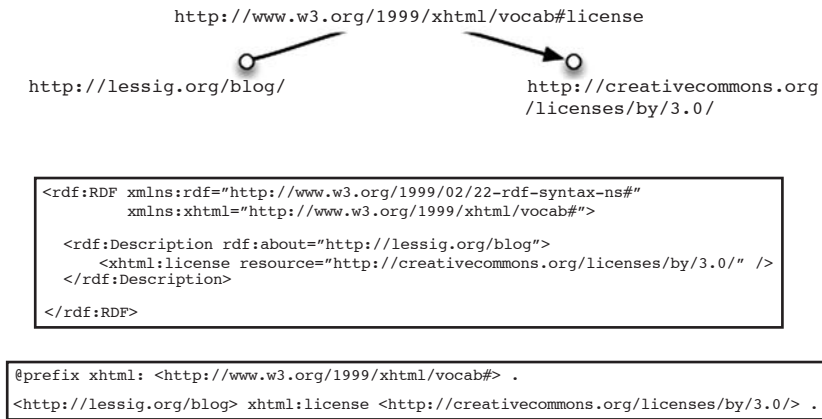 http://www.w3.org/1999/xhtml/vocab#license
http://lessig.org/blog/
http://creativecommons.org
/licenses/by/3.0/
<rdf:RDF xmlns:rdf="http://www.w3.org/1999/02/22-rdf-syntax-ns#"
xmlns:xhtml="http://www.w3.org/1999/xhtml/vocab#">
<rdf:Description rdf:about="http://lessig.org/blog">
<xhtml:license resource="http://creativecommons.org/licenses/by/3.0/" />
</rdf:Description>
</rdf:RDF>
@prefix xhtml: <http://www.w3.org/1999/xhtml/vocab#> .
<http://lessig.org/blog> xhtml:license <http://creativecommons.org/licenses/by/3.0/> .